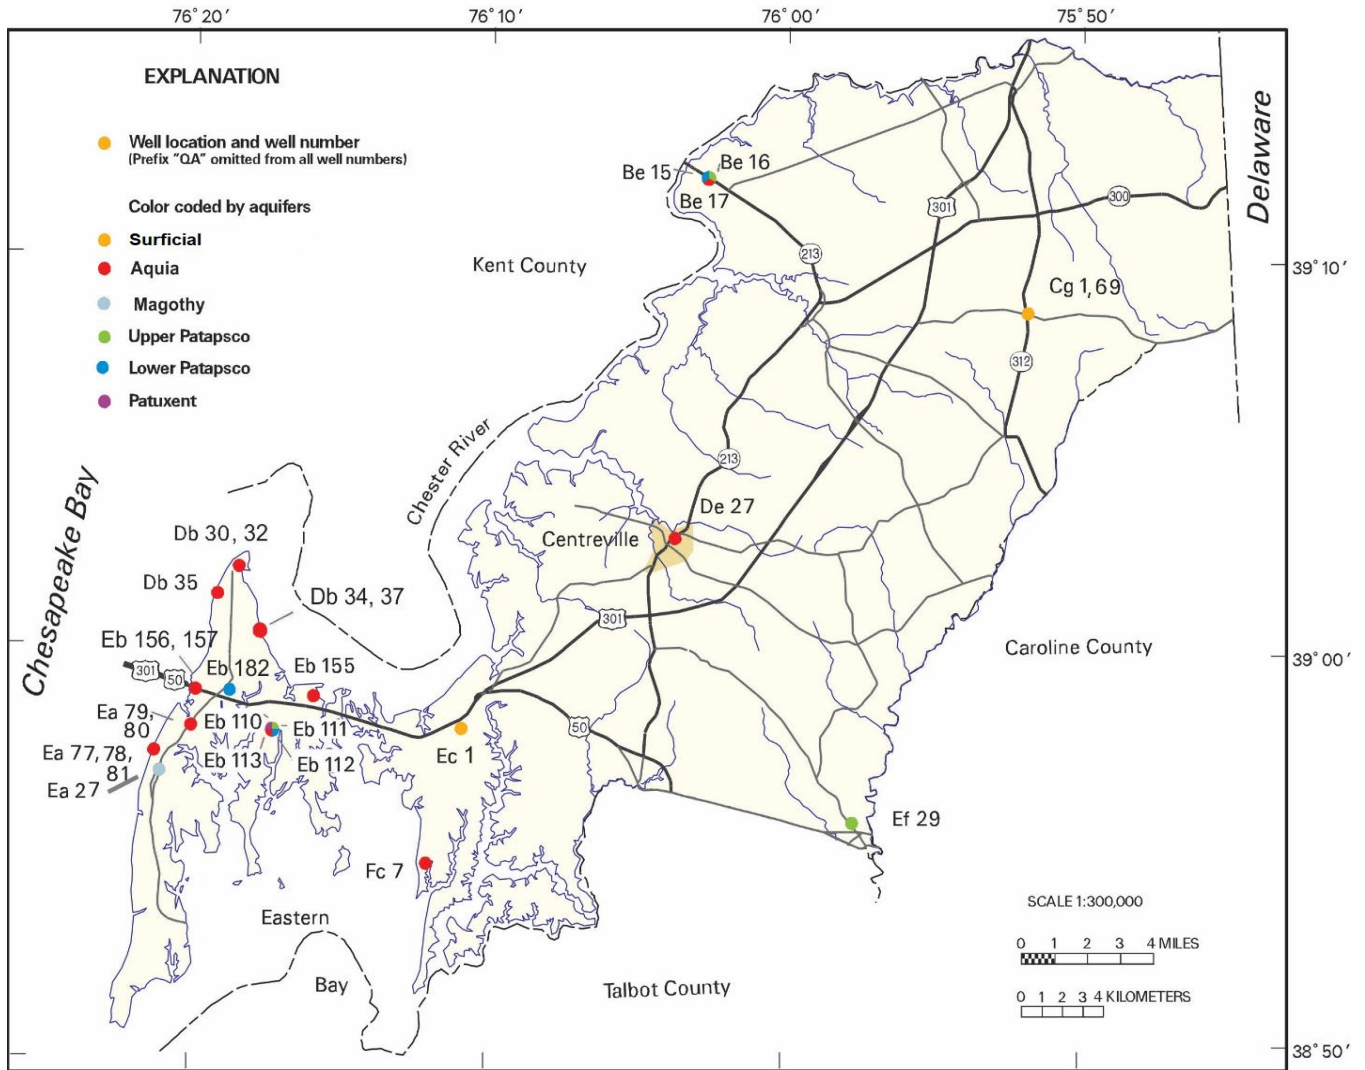 76°20′ 76°10′ 76°00′ 75°50′
EXPLANATION
Well location and well number
(Prefix "QA" omitted from all well numbers)
Color coded by aquifers
Surficial
Aquia
Magothy
Upper Patapsco
Lower Patapsco
Patuxent
Delaware
Be 15
Be 16
Be 17
301
300
213
Kent County
39°10′
Cg 1,69
312
213
Chester River
Chesapeake Bay
De 27
Centreville
Db 30, 32
Db 35
Db 34, 37
301
Caroline County
39°00′
Eb 156, 157
301
50
Eb 182
Eb 155
Ea 79,
80
Eb 110
Eb 111
Eb 113
Eb 112
Ea 77, 78,
81
Ea 27
Ec 1
50
Ef 29
Fc 7
Eastern
Bay
Talbot County
SCALE 1:300,000
0 1 2 3 4 MILES
0 1 2 3 4 KILOMETERS
38°50′